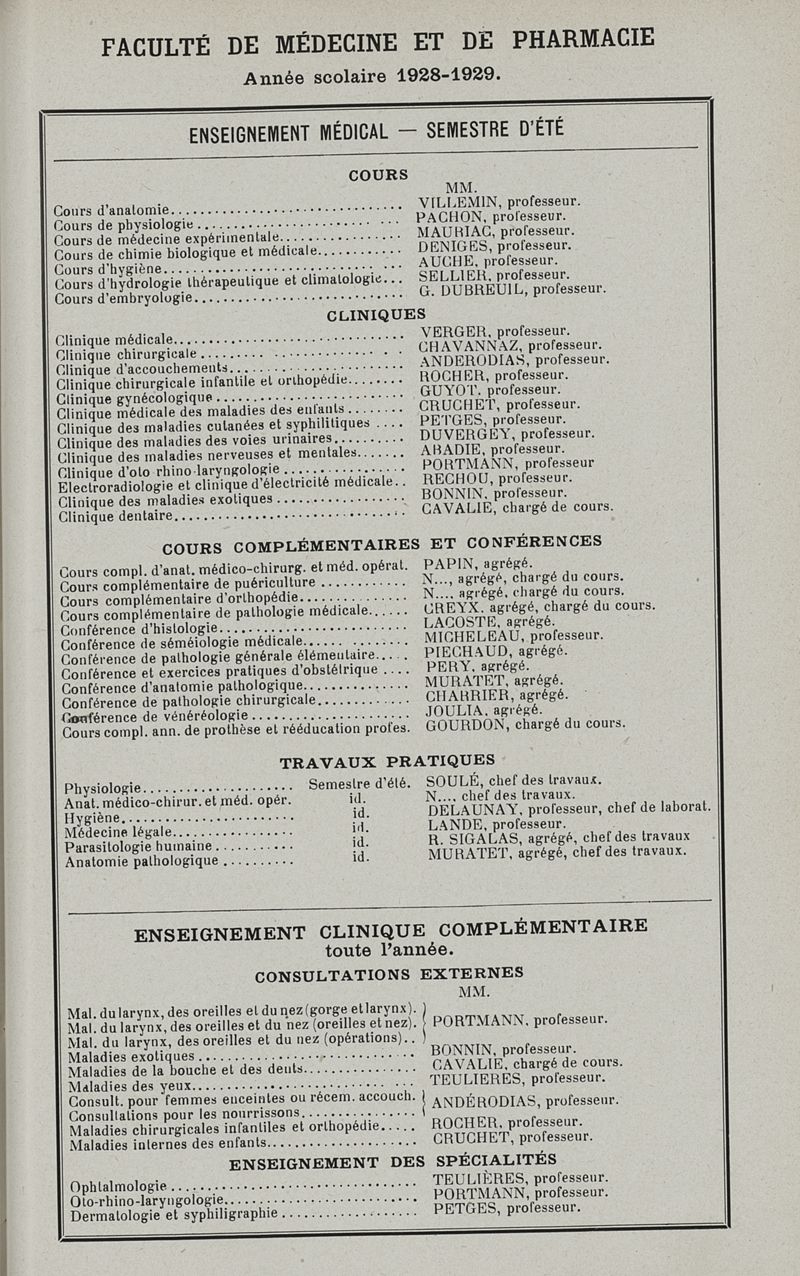 FACULTÉ DE MÉDECINE ET DE PHARMACIE
Année scolaire 1928-1929.
ENSEIGNEMENT MÉDICAL — SEMESTRE D'ÉTÉ
COURS
MM.
Cours d'anatomie........ VILLEMIN, professeur.
Cours de physiologie........ PACHON, professeur.
Cours de médecine expérimentale........ MAURIAC, professeur.
Cours de chimie biologique et médicale........ DENIGES, professeur.
Cours d'hygiène........ AUCHE, professeur.
Cours d'hydrologie thérapeutique et climatologie... SELLIER, professeur.
Cours d'embryologie........ G. DUBREUIL, professeur.
CLINIQUES
Clinique médicale........ VERGER, professeur.
Clinique chirurgicale........ CHAVANNAZ, professeur.
Clinique d'accouchements........ ANDERODIAS, professeur.
Clinique chirurgicale infantile et orthopédie........ ROCHER, professeur.
Clinique gynécologique........ GUYOT, professeur.
Clinique médicale des maladies des enfants........ CRUCHET, professeur.
Clinique des maladies cutanées et syphilitiques .... PETGES, professeur.
Clinique des maladies des voies urinaires........ DUVERGEY, professeur.
Clinique des maladies nerveuses et mentales....... ABADIE, professeur.
Clinique d'oto rhino-laryngologie........ PORTMANN, professeur
Electroradiologie et clinique d'électricité médicale.. RECHOU, professeur.
Clinique des maladies exotiques........ BONNIN, professeur.
Clinique dentaire........ CAVALIE, chargé de cours.
COURS COMPLÉMENTAIRES ET CONFÉRENCES
Cours compl. d'anat. médico-chirurg. et méd. opérat. PAPIN, agrégé.
Cours complémentaire de puériculture........ N..., agrégé, chargé du cours.
Cours complémentaire d'orthopédie........ N.... agrégé, chargé du cours.
Cours complémentaire de pathologie médicale...... CREYX. agrégé, chargé du cours.
Conférence d'histologie........ LACOSTE, agrégé.
Conférence de séméiologie médicale........ MICHELEAU, professeur.
Conférence de pathologie générale élémentaire..... PIECHAUD, agrégé.
Conférence et exercices pratiques d'obstétrique .... PERY, agrégé.
Conférence d'anatomie pathologique........ MURATET, agrégé.
Conférence de pathologie chirurgicale........ CHARRIER, agrégé.
Conférence de vénéréologie........ JOULIA, agrégé.
Cours compl. ann. de prothèse et rééducation profes. GOURDON, chargé du cours.
TRAVAUX PRATIQUES
Physiologie........ Semestre d'été. SOULÉ, chef des travaux.
Anat. médico-chirur. et méd. opér. id. N.... chef des travaux.
Hygiène........ id. DELAUNAY, professeur, chef de laborat.
Médecine légale........ id. LANDE, professeur.
Parasitologie humaine........ id. R. SIGALAS, agrégé, chef des travaux
Anatomie pathologique........ id. MURATET, agrégé, chef des travaux.
ENSEIGNEMENT CLINIQUE COMPLÉMENTAIRE
toute l'année.
CONSULTATIONS EXTERNES
MM.
Mal. du larynx, des oreilles et du nez (gorge et larynx).
Mal. du larynx, des oreilles et du nez (oreilles et nez). PORTMANN, professeur.
Mal. du larynx, des oreilles et du nez (opérations)..
Maladies exotiques........ BONNIN, professeur.
Maladies de la bouche et des dents........ CAVALIE, chargé de cours.
Maladies des yeux........ TEULIERES, professeur.
Consult. pour femmes enceintes ou récem. accouch. ANDÉRODIAS, professeur.
Consultations pour les nourrissons........
Maladies chirurgicales infantiles et orthopédie..... ROCHER, professeur.
Maladies internes des enfants........ CRUCHET, professeur.
ENSEIGNEMENT DES SPÉCIALITÉS
Ophtalmologie........ TEULIÈRES, professeur.
Oto-rhino-laryngologie........ PORTMANN, professeur.
Dermatologie et syphiligraphie........ PETGES, professeur.